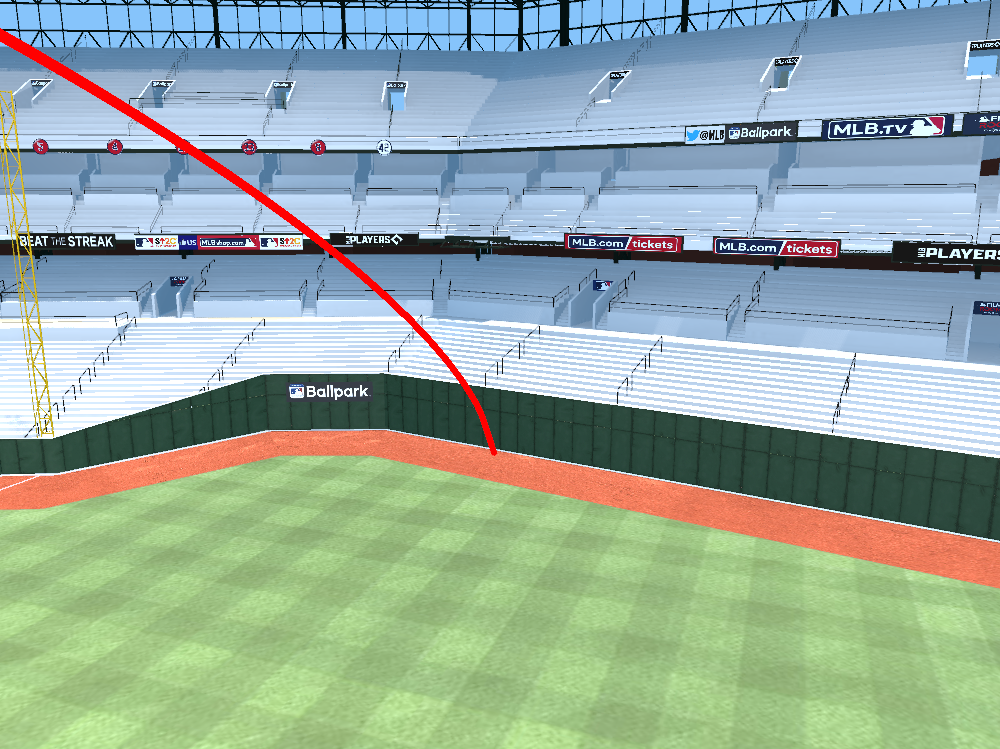 PLAYERS
@MLB Ballpark
MLB.TV
42
BEAT THE STREAK
MLBshop.com
PLAYERS
MLB.com/tickets
MLB.com/tickets
PLAYERS
Ballpark